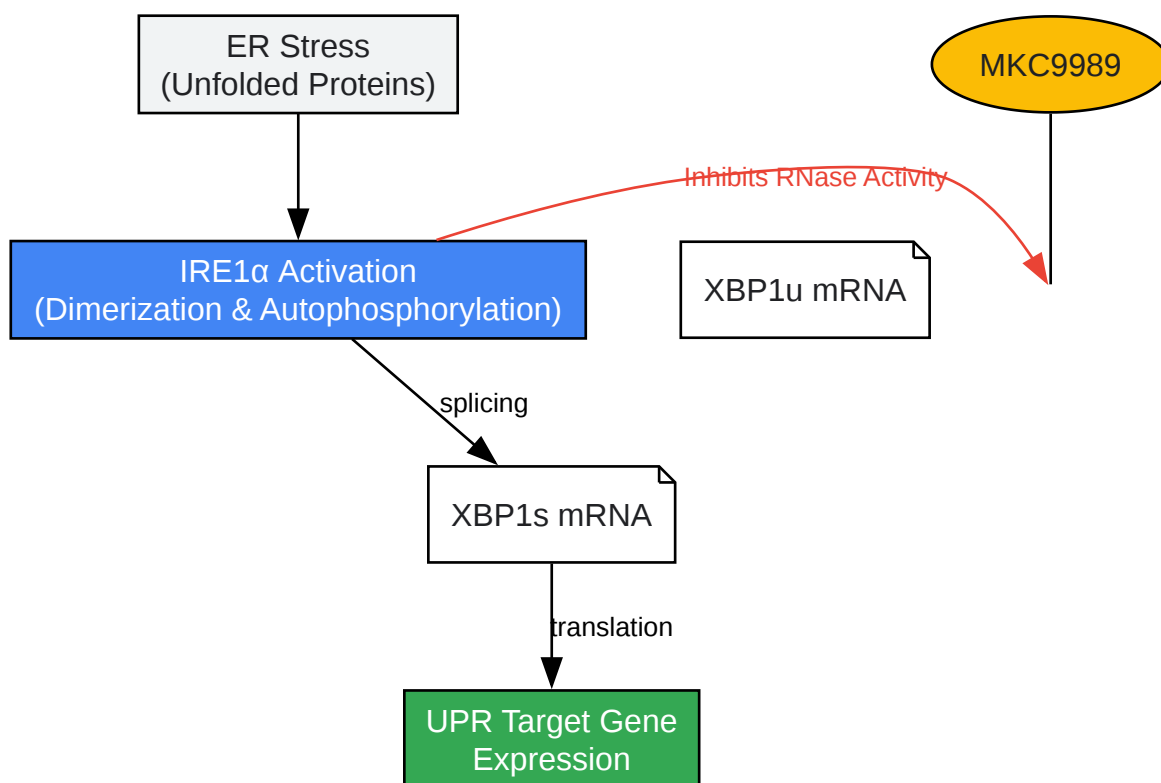 ER Stress
(Unfolded Proteins)
MKC9989
Inhibits RNase Activity
IRE1α Activation
(Dimerization & Autophosphorylation)
XBP1u mRNA
splicing
XBP1s mRNA
translation
UPR Target Gene
Expression